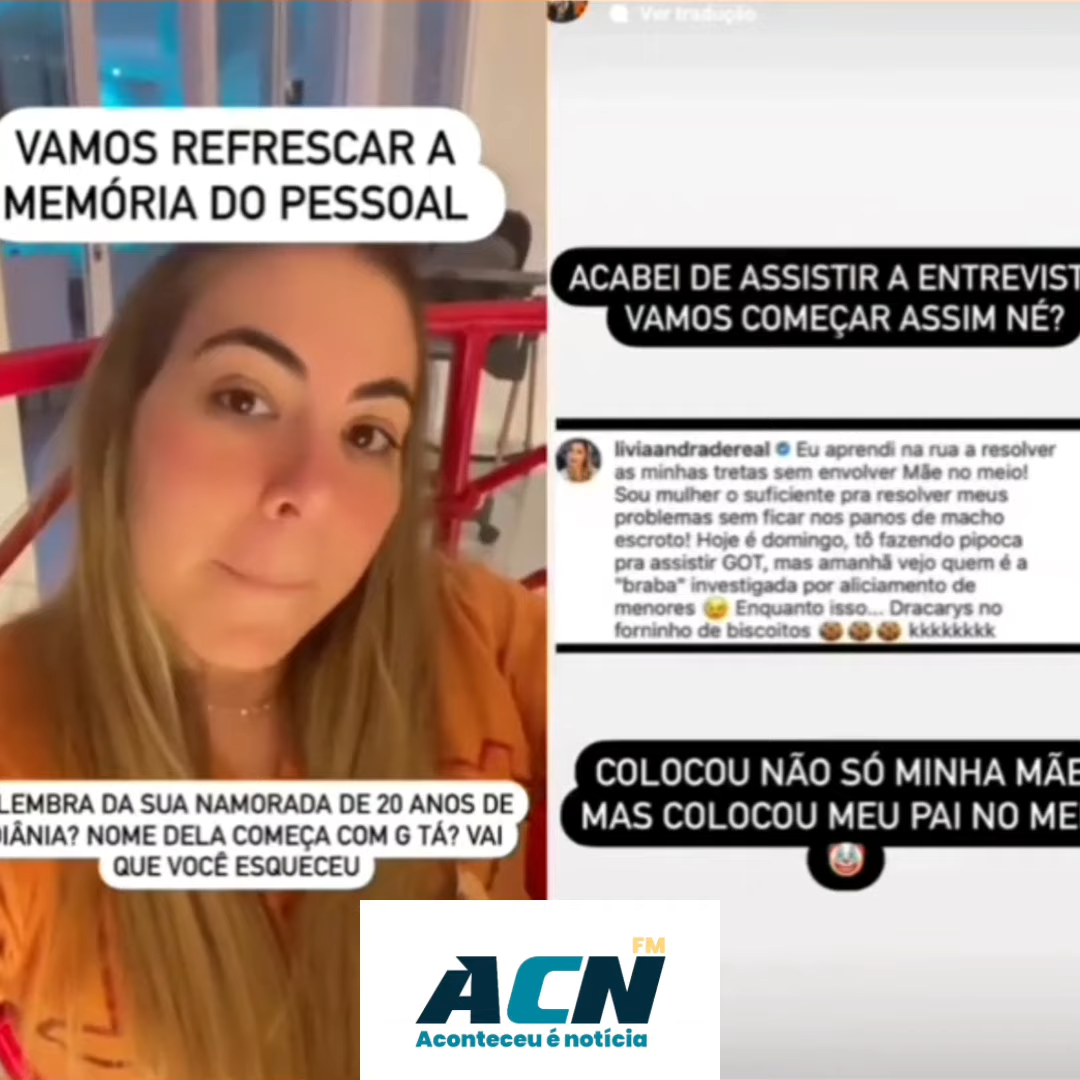 VAMOS REFRESCAR A
MEMÓRIA DO PESSOAL
LEMBRA DA SUA NAMORADA DE 20 ANOS DE
IÂNIA? NOME DELA COMEÇA COM G TÁ? VAI
QUE VOCÊ ESQUECEU
Ver tradução
ACABEI DE ASSISTIR A ENTREVIST
VAMOS COMEÇAR ASSIM NÉ?
liviaandradereal Eu aprendi na rua a resolver
as minhas tretas sem envolver Mãe no meio!
Sou mulher o suficiente pra resolver meus
problemas sem ficar nos panos de macho
escroto! Hoje é domingo, tô fazendo pipoca
pra assistir GOT, mas amanhã vejo quem é a
"braba" investigada por aliciamento de
menores 😉 Enquanto isso... Dracarys no
forninho de biscoitos 🍪🍪🍪 kkkkkkkk
COLOCOU NÃO SÓ MINHA MÃE
MAS COLOCOU MEU PAI NO ME
🤡
ACN FM
Aconteceu é notícia